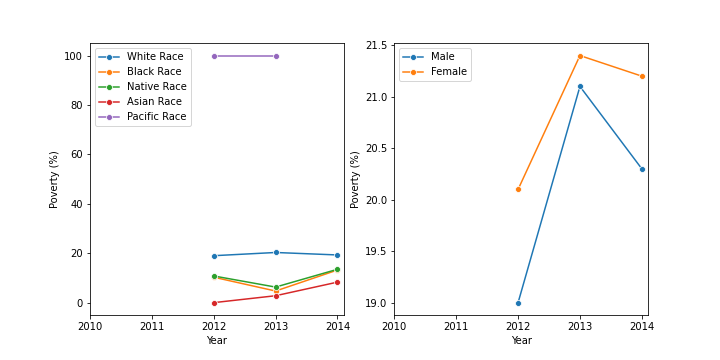 100
80
60
40
20
0
Poverty (%)
White Race
Black Race
Native Race
Asian Race
Pacific Race
2010 2011 2012 2013 2014
Year
21.5
21.0
20.5
20.0
19.5
19.0
Poverty (%)
Male
Female
2010 2011 2012 2013 2014
Year